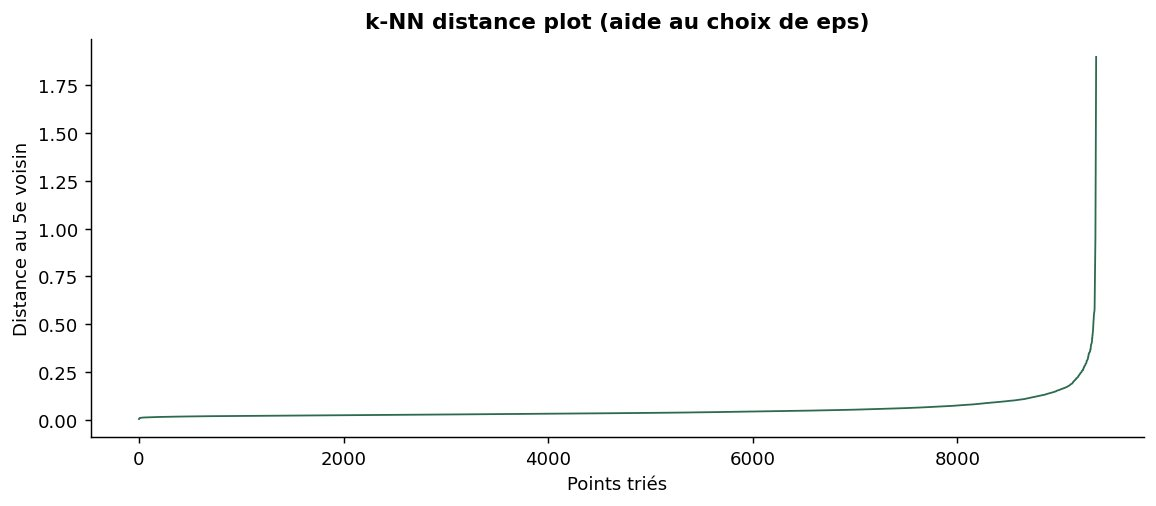 k-NN distance plot (aide au choix de eps)
Distance au 5e voisin
1.75
1.50
1.25
1.00
0.75
0.50
0.25
0.00
0 2000 4000 6000 8000
Points triés